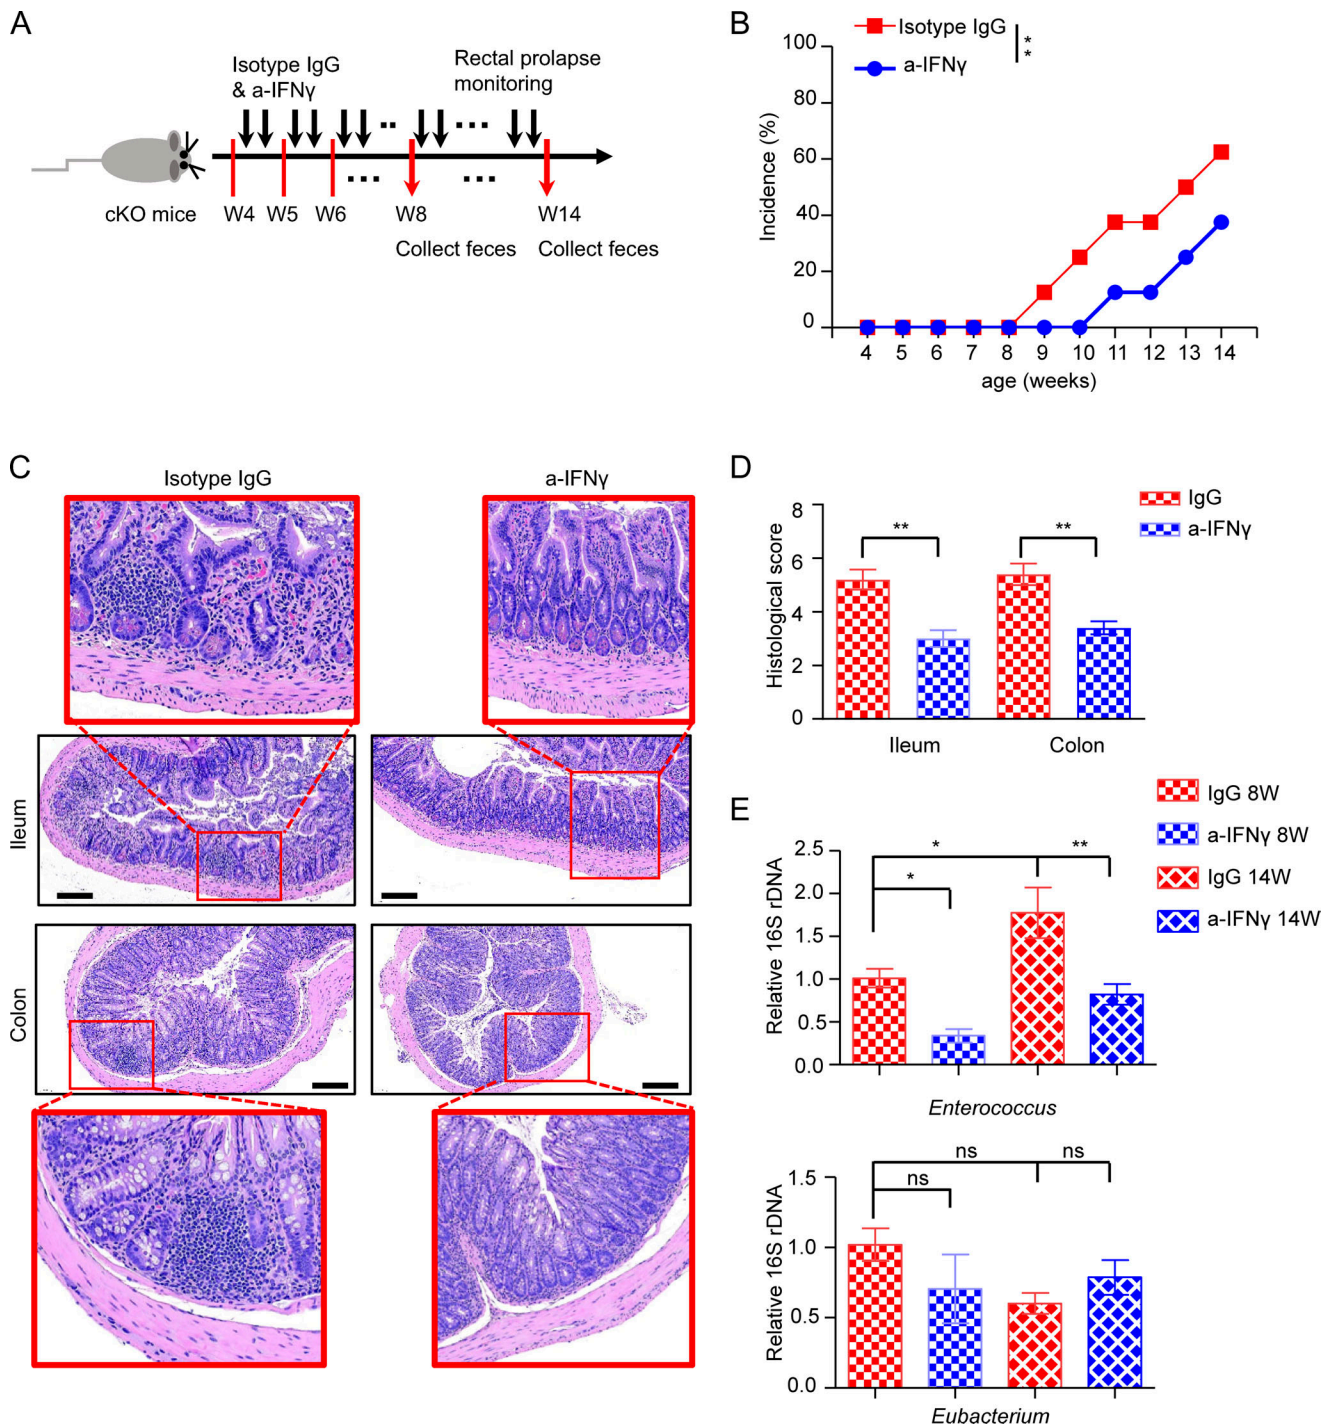 A
Isotype IgG
& a-IFNγ
Rectal prolapse
monitoring
cKO mice
W4
W5
W6
W8
W14
Collect feces
Collect feces
B
Isotype IgG
a-IFNγ
**
Incidence (%)
100
80
60
40
20
0
4 5 6 7 8 9 10 11 12 13 14
age (weeks)
C
Isotype IgG
a-IFNγ
Ileum
Colon
D
IgG
a-IFNγ
Histological score
8
6
4
2
0
**
**
Ileum
Colon
E
IgG 8W
a-IFNγ 8W
IgG 14W
a-IFNγ 14W
Relative 16S rDNA
2.5
2.0
1.5
1.0
0.5
0.0
*
**
*
Enterococcus
Relative 16S rDNA
1.5
1.0
0.5
0.0
ns
ns
ns
Eubacterium